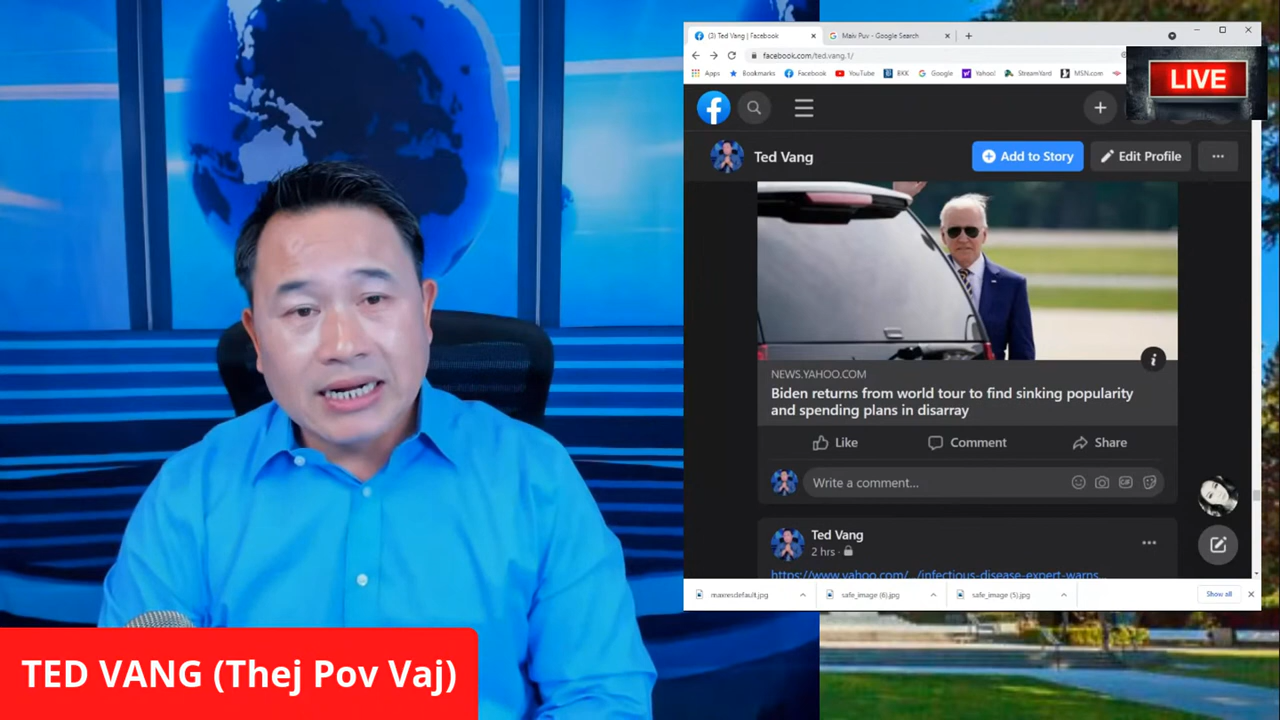 (3) Ted Vang | Facebook
Maiv Puv - Google Search
facebook.com/ted.vang.1/
Apps
Bookmarks
Facebook
YouTube
BKK
Google
Yahoo!
StreamYard
MSN.com
LIVE
Ted Vang
Add to Story
Edit Profile
NEWS.YAHOO.COM
Biden returns from world tour to find sinking popularity
and spending plans in disarray
Like
Comment
Share
Write a comment...
GIF
Ted Vang
2 hrs ·
https://www.yahoo.com/.../infectious-disease-expert-warns...
maxresdefault.jpg
safe_image (6).jpg
safe_image (5).jpg
Show all
TED VANG (Thej Pov Vaj)